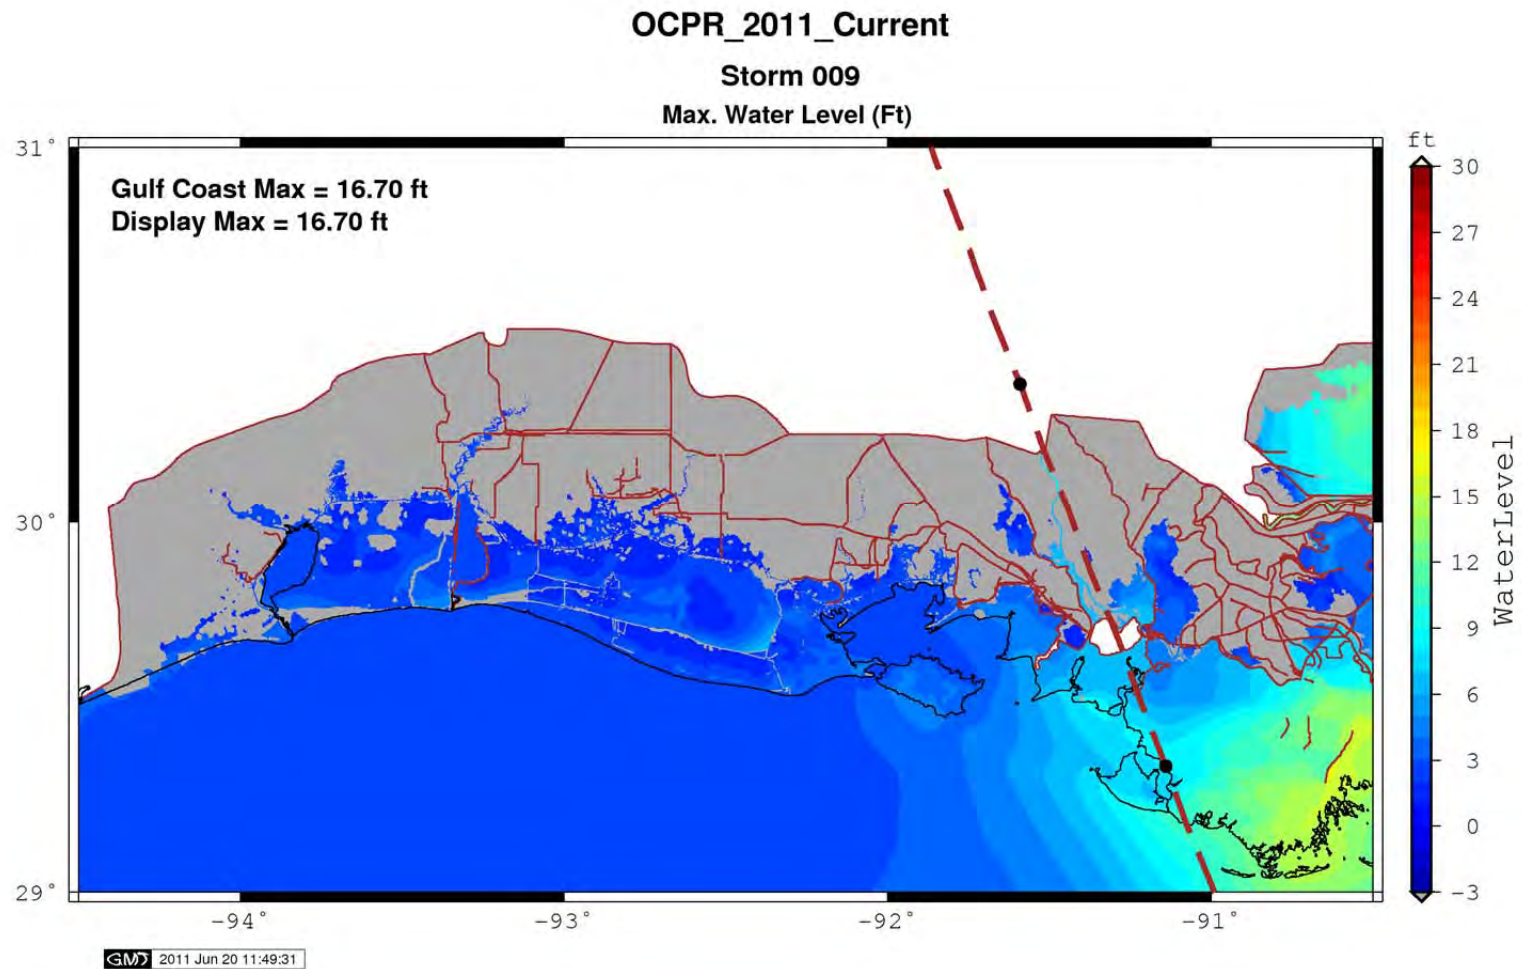 OCPR_2011_Current
Storm 009
Max. Water Level (Ft)
Gulf Coast Max = 16.70 ft
Display Max = 16.70 ft
31°
30°
29°
-94°
-93°
-92°
-91°
ft
30
27
24
21
18
15
12
9
6
3
0
-3
WaterLevel
GMT 2011 Jun 20 11:49:31